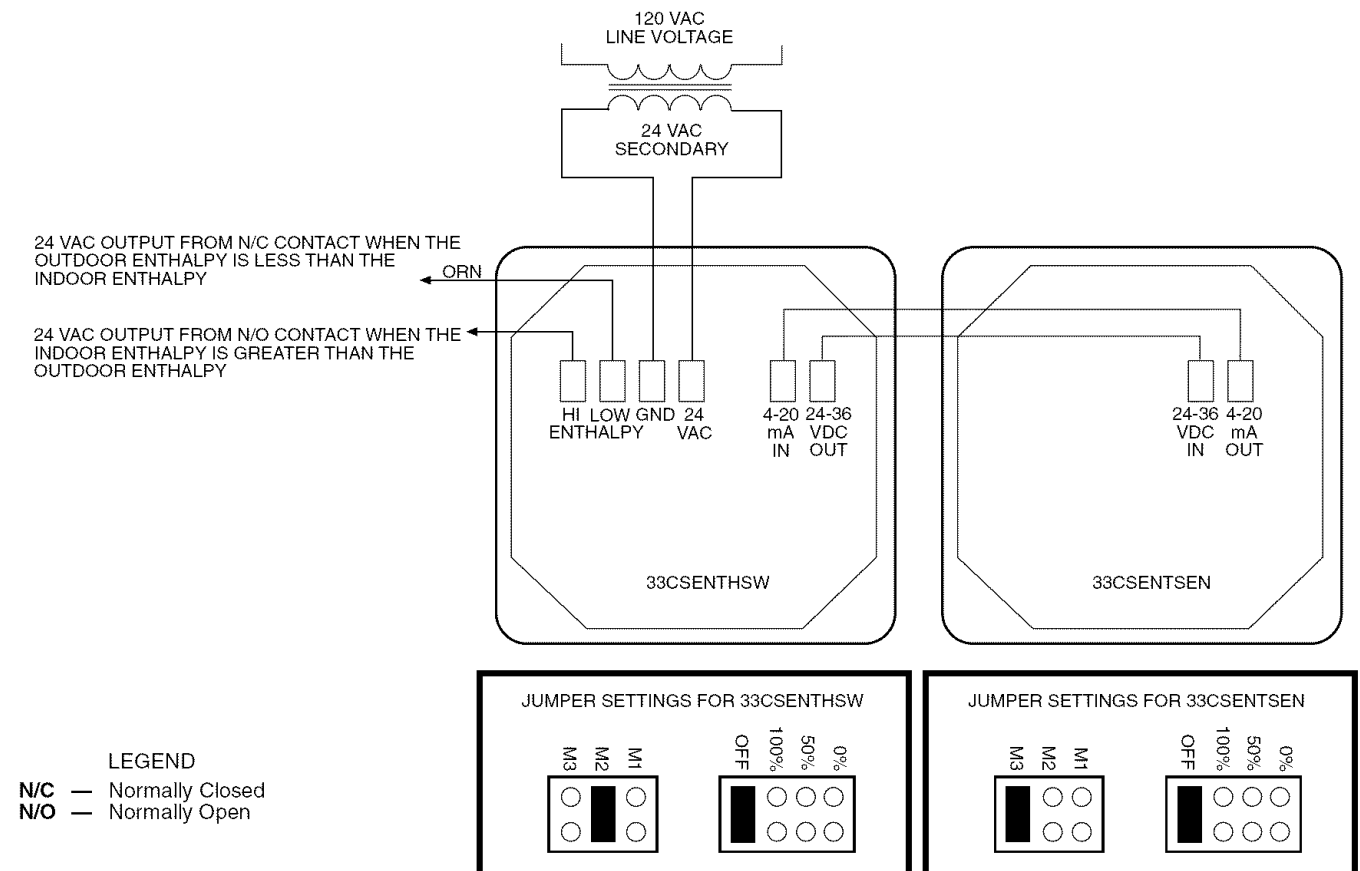 120 VAC
LINE VOLTAGE
24 VAC
SECONDARY
24 VAC OUTPUT FROM N/C CONTACT WHEN THE
OUTDOOR ENTHALPY IS LESS THAN THE
INDOOR ENTHALPY
ORN
24 VAC OUTPUT FROM N/O CONTACT WHEN THE
INDOOR ENTHALPY IS GREATER THAN THE
OUTDOOR ENTHALPY
HI LOW GND 24
ENTHALPY VAC
4-20 24-36
mA VDC
IN OUT
24-36 4-20
VDC mA
IN OUT
33CSENTHSW
33CSENTSEN
JUMPER SETTINGS FOR 33CSENTHSW
M3 M2 M1
OFF 100% 50% 0%
JUMPER SETTINGS FOR 33CSENTSEN
M3 M2 M1
OFF 100% 50% 0%
LEGEND
N/C — Normally Closed
N/O — Normally Open